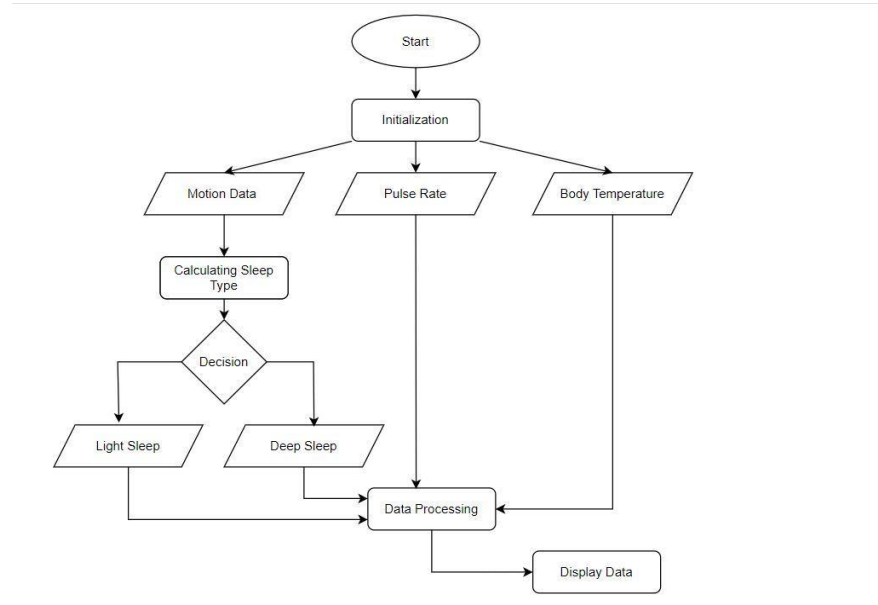 Start
Initialization
Motion Data
Pulse Rate
Body Temperature
Calculating Sleep
Type
Decision
Light Sleep
Deep Sleep
Data Processing
Display Data